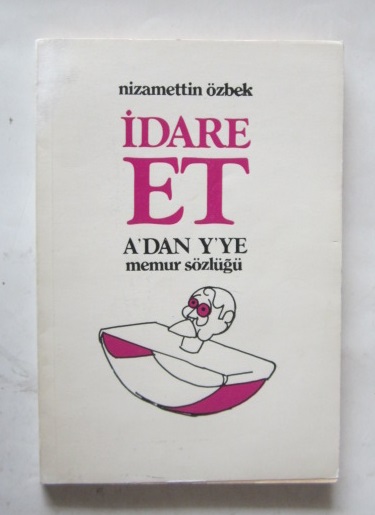 nizamettin özbek
İDARE
ET
A'DAN Y'YE
memur sözlüğü